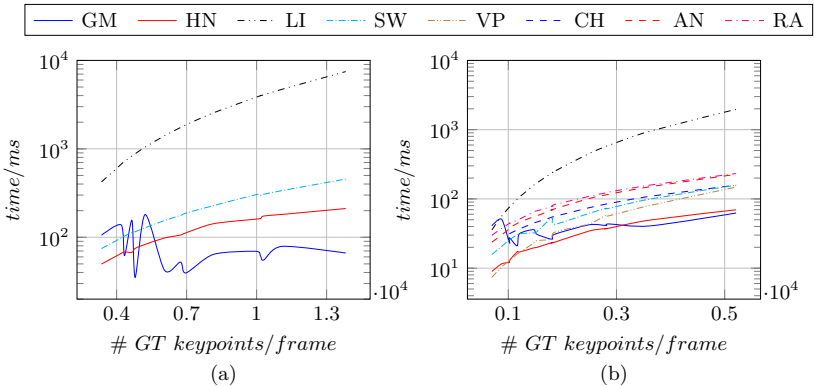 GM HN LI SW VP CH AN RA
10^4
10^3
10^2
time/ms
0.4 0.7 1 1.3
·10^4
# GT keypoints/frame
(a)
10^4
10^3
10^2
10^1
time/ms
0.1 0.3 0.5
·10^4
# GT keypoints/frame
(b)